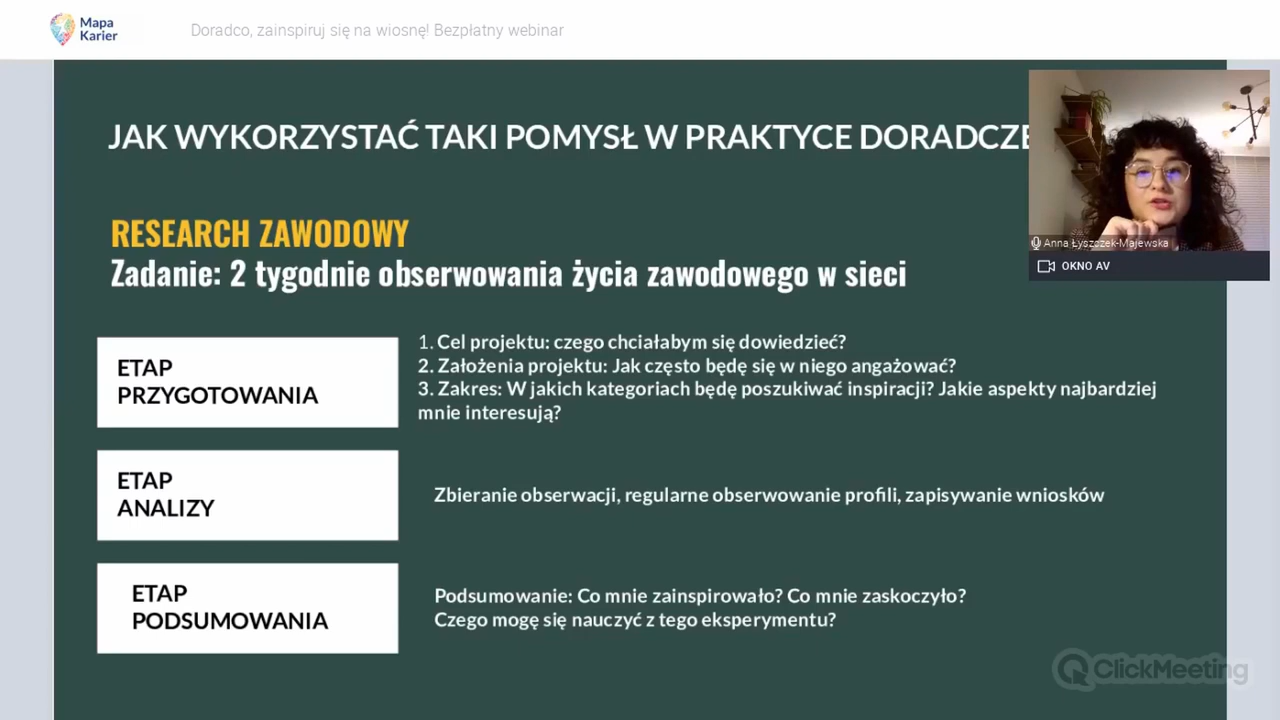 Mapa
Karier
Doradco, zainspiruj się na wiosnę! Bezpłatny webinar
JAK WYKORZYSTAĆ TAKI POMYSŁ W PRAKTYCE
RESEARCH ZAWODOWY
Zadanie: 2 tygodnie obserwowania życia zawodowego w sieci
Anna Łyszczek-Majewska
OKNO AV
ETAP
PRZYGOTOWANIA
1. Cel projektu: czego chciałabym się dowiedzieć?
2. Założenia projektu: Jak często będę się w niego angażować?
3. Zakres: W jakich kategoriach będę poszukiwać inspiracji? Jakie aspekty najbardziej
mnie interesują?
ETAP
ANALIZY
Zbieranie obserwacji, regularne obserwowanie profili, zapisywanie wniosków
ETAP
PODSUMOWANIA
Podsumowanie: Co mnie zainspirowało? Co mnie zaskoczyło?
Czego mogę się nauczyć z tego eksperymentu?
ClickMeeting